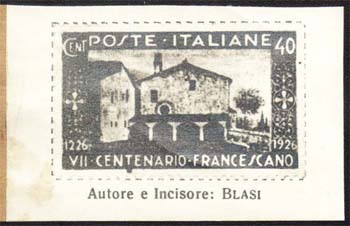 CENT POSTE·ITALIANE 40
1226 1926
VII·CENTENARIO·FRANCESCANO
Autore e Incisore: BLASI